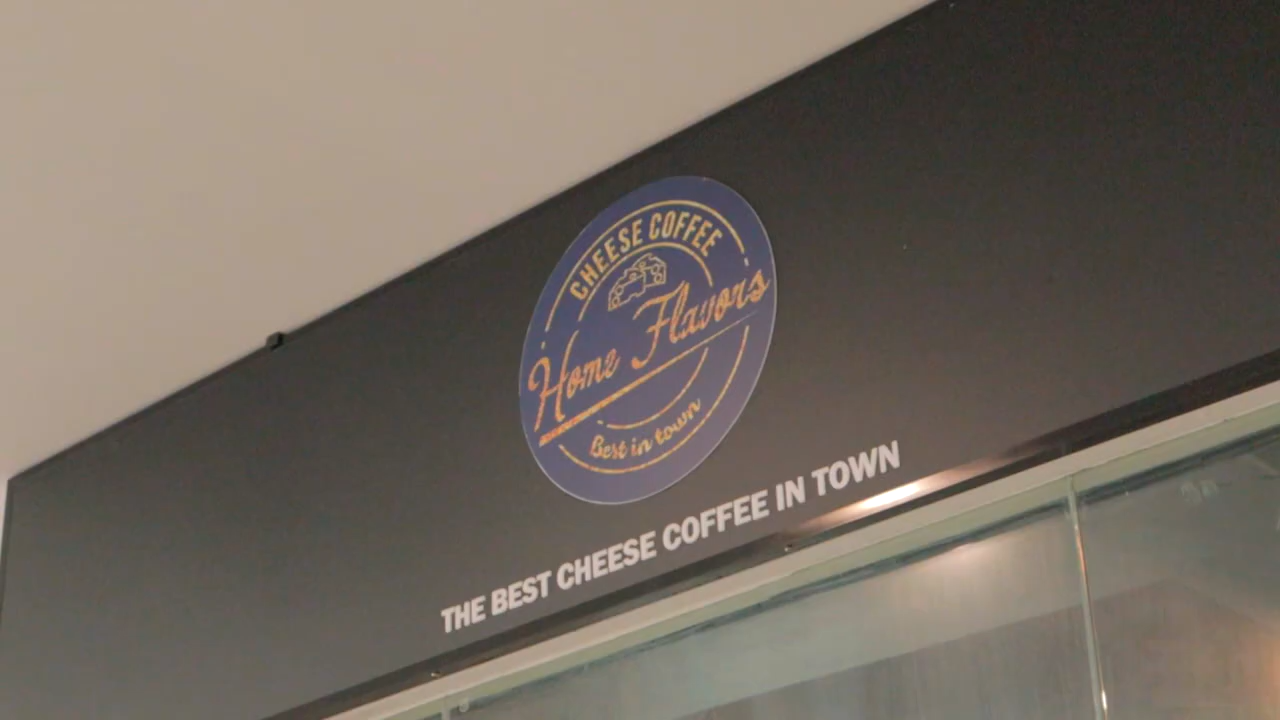 CHEESE COFFEE
Home Flavors
Best in town
THE BEST CHEESE COFFEE IN TOWN